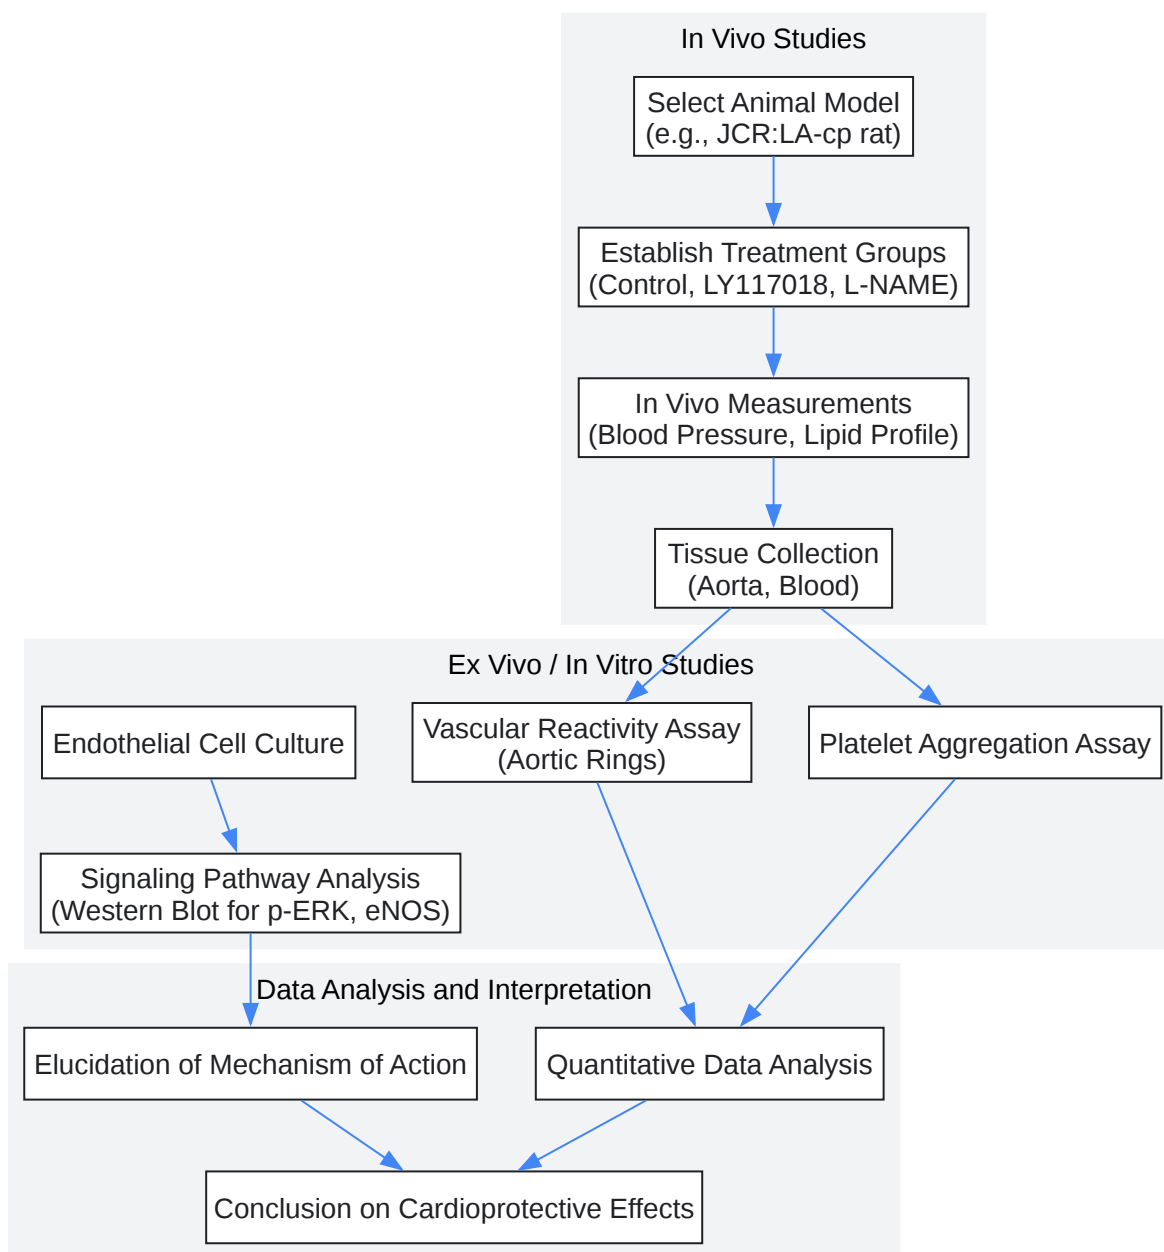 In Vivo Studies
Select Animal Model
(e.g., JCR:LA-cp rat)
Establish Treatment Groups
(Control, LY117018, L-NAME)
In Vivo Measurements
(Blood Pressure, Lipid Profile)
Tissue Collection
(Aorta, Blood)
Ex Vivo / In Vitro Studies
Endothelial Cell Culture
Vascular Reactivity Assay
(Aortic Rings)
Platelet Aggregation Assay
Signaling Pathway Analysis
(Western Blot for p-ERK, eNOS)
Data Analysis and Interpretation
Elucidation of Mechanism of Action
Quantitative Data Analysis
Conclusion on Cardioprotective Effects